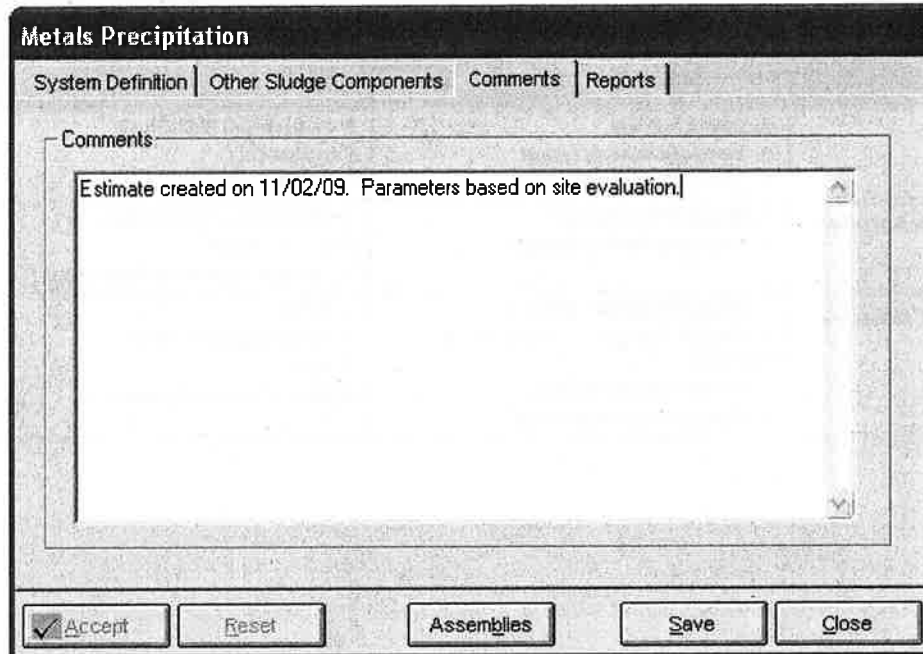 Metals Precipitation
System Definition Other Sludge Components Comments Reports
Comments
Estimate created on 11/02/09. Parameters based on site evaluation.
Accept Reset Assemblies Save Close